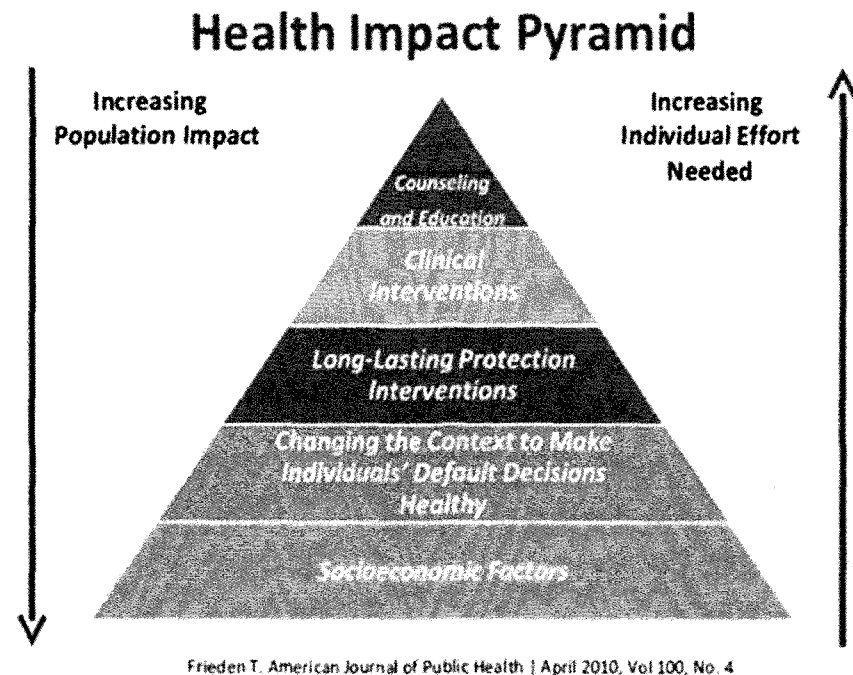 Health Impact Pyramid
Increasing
Population Impact
Increasing
Individual Effort
Needed
Counseling
and Education
Clinical
Interventions
Long-Lasting Protection
Interventions
Changing the Context to Make
Individuals' Default Decisions
Healthy
Socioeconomic Factors
Frieden T. American Journal of Public Health | April 2010, Vol 100, No. 4